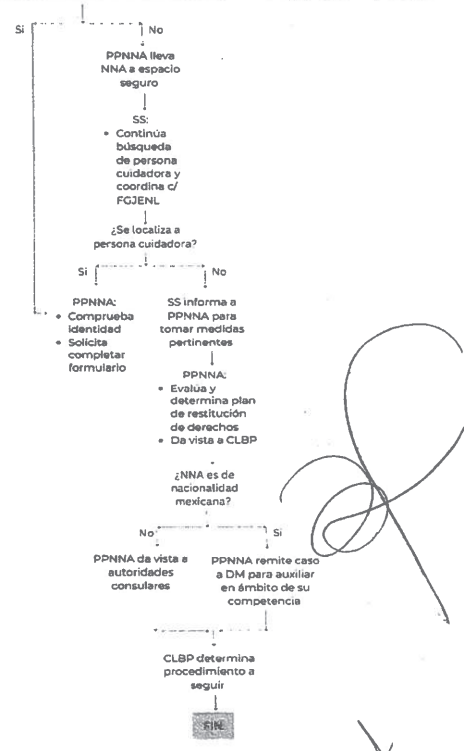 Si
No
PPNNA lleva
NNA a espacio
seguro
SS:
• Continúa
búsqueda
de persona
cuidadora y
coordina c/
FGJENL
¿Se localiza a
persona cuidadora?
Si
No
PPNNA:
• Comprueba
identidad
• Solicita
completar
formulario
SS informa a
PPNNA para
tomar medidas
pertinentes
PPNNA:
• Evalúa y
determina plan
de restitución
de derechos
• Da vista a CLBP
¿NNA es de
nacionalidad
mexicana?
No
Si
PPNNA da vista a
autoridades
consulares
PPNNA remite caso
a DM para auxiliar
en ámbito de su
competencia
CLBP determina
procedimiento a
seguir
FIN